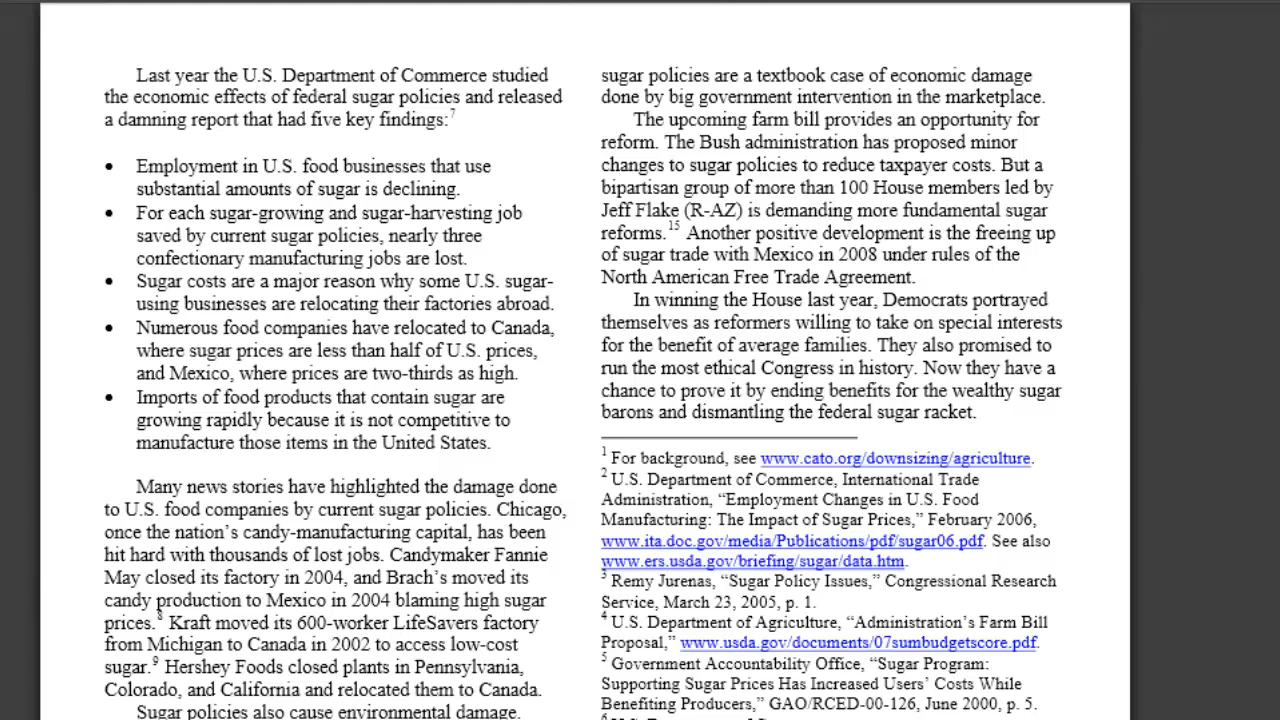 Last year the U.S. Department of Commerce studied
the economic effects of federal sugar policies and released
a damning report that had five key findings:7
• Employment in U.S. food businesses that use
substantial amounts of sugar is declining.
• For each sugar-growing and sugar-harvesting job
saved by current sugar policies, nearly three
confectionary manufacturing jobs are lost.
• Sugar costs are a major reason why some U.S. sugar-
using businesses are relocating their factories abroad.
• Numerous food companies have relocated to Canada,
where sugar prices are less than half of U.S. prices,
and Mexico, where prices are two-thirds as high.
• Imports of food products that contain sugar are
growing rapidly because it is not competitive to
manufacture those items in the United States.
Many news stories have highlighted the damage done
to U.S. food companies by current sugar policies. Chicago,
once the nation’s candy-manufacturing capital, has been
hit hard with thousands of lost jobs. Candymaker Fannie
May closed its factory in 2004, and Brach’s moved its
candy production to Mexico in 2004 blaming high sugar
prices.8 Kraft moved its 600-worker LifeSavers factory
from Michigan to Canada in 2002 to access low-cost
sugar.9 Hershey Foods closed plants in Pennsylvania,
Colorado, and California and relocated them to Canada.
Sugar policies also cause environmental damage.
sugar policies are a textbook case of economic damage
done by big government intervention in the marketplace.
The upcoming farm bill provides an opportunity for
reform. The Bush administration has proposed minor
changes to sugar policies to reduce taxpayer costs. But a
bipartisan group of more than 100 House members led by
Jeff Flake (R-AZ) is demanding more fundamental sugar
reforms.15 Another positive development is the freeing up
of sugar trade with Mexico in 2008 under rules of the
North American Free Trade Agreement.
In winning the House last year, Democrats portrayed
themselves as reformers willing to take on special interests
for the benefit of average families. They also promised to
run the most ethical Congress in history. Now they have a
chance to prove it by ending benefits for the wealthy sugar
barons and dismantling the federal sugar racket.
1 For background, see www.cato.org/downsizing/agriculture.
2 U.S. Department of Commerce, International Trade
Administration, “Employment Changes in U.S. Food
Manufacturing: The Impact of Sugar Prices,” February 2006,
www.ita.doc.gov/media/Publications/pdf/sugar06.pdf. See also
www.ers.usda.gov/briefing/sugar/data.htm.
3 Remy Jurenas, “Sugar Policy Issues,” Congressional Research
Service, March 23, 2005, p. 1.
4 U.S. Department of Agriculture, “Administration’s Farm Bill
Proposal,” www.usda.gov/documents/07sumbudgetscore.pdf.
5 Government Accountability Office, “Sugar Program:
Supporting Sugar Prices Has Increased Users’ Costs While
Benefiting Producers,” GAO/RCED-00-126, June 2000, p. 5.